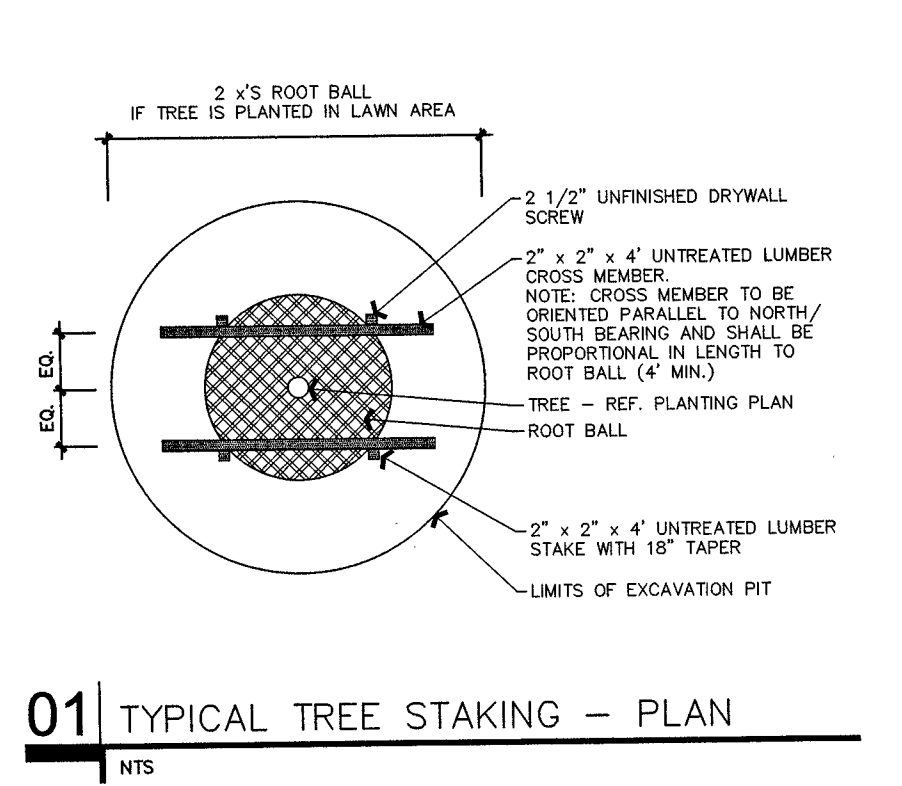 2 x'S ROOT BALL
IF TREE IS PLANTED IN LAWN AREA
2 1/2" UNFINISHED DRYWALL
SCREW
2" x 2" x 4' UNTREATED LUMBER
CROSS MEMBER.
NOTE: CROSS MEMBER TO BE
ORIENTED PARALLEL TO NORTH/
SOUTH BEARING AND SHALL BE
PROPORTIONAL IN LENGTH TO
ROOT BALL (4' MIN.)
EQ.
EQ.
TREE – REF. PLANTING PLAN
ROOT BALL
2" x 2" x 4' UNTREATED LUMBER
STAKE WITH 18" TAPER
LIMITS OF EXCAVATION PIT
01 TYPICAL TREE STAKING – PLAN
NTS